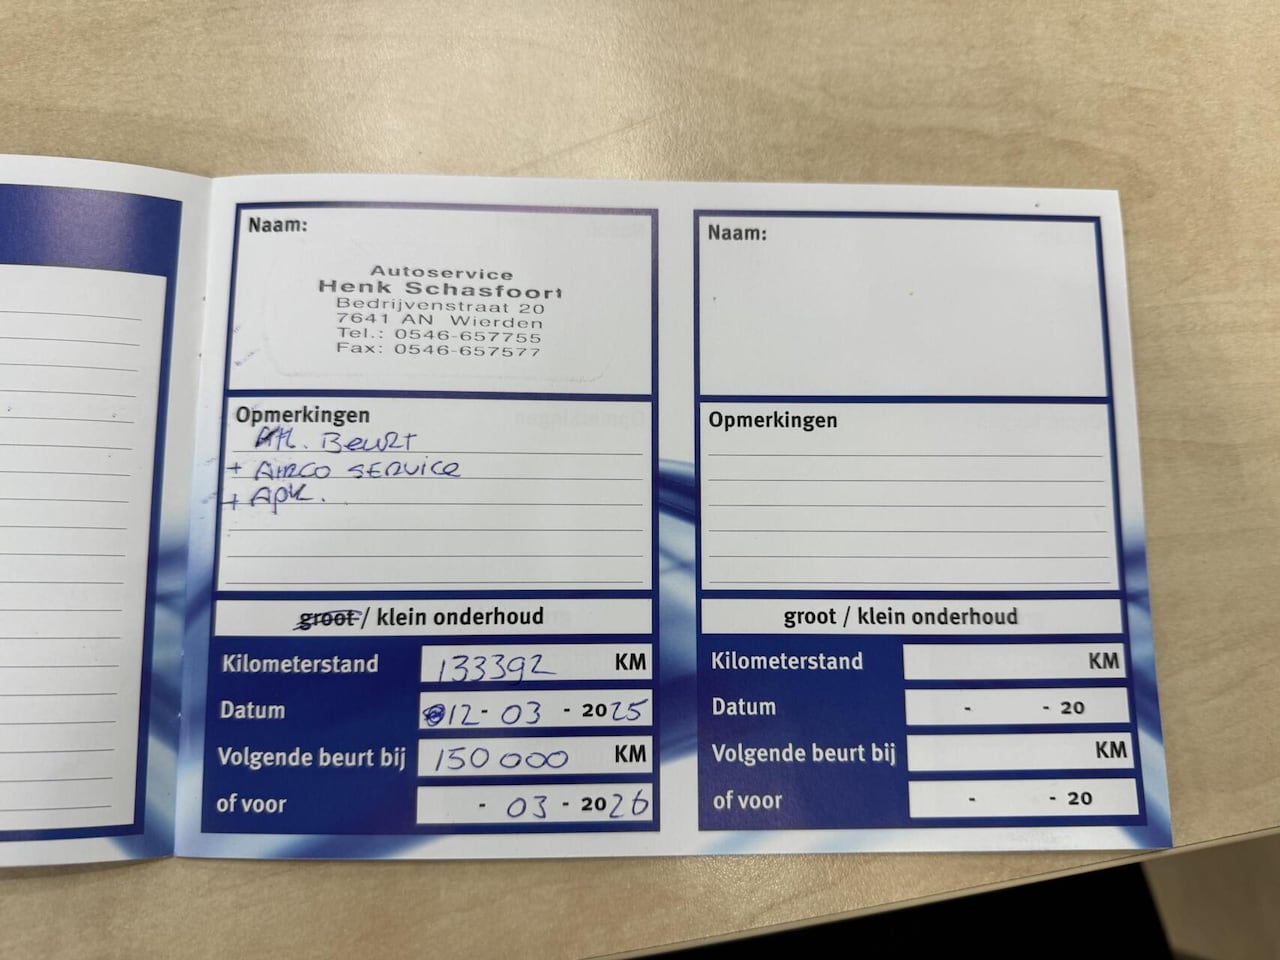 Naam:
Autoservice
Henk Schasfoort
Bedrijvenstraat 20
7641 AN Wierden
Tel.: 0546-657755
Fax: 0546-657577
Opmerkingen
Beurt
+ Airco service
+ Apk.
groot / klein onderhoud
Kilometerstand 133392 KM
Datum 12 - 03 - 2025
Volgende beurt bij 150000 KM
of voor - 03 - 2026
Naam:
Opmerkingen
groot / klein onderhoud
Kilometerstand KM
Datum - - 20
Volgende beurt bij KM
of voor - - 20